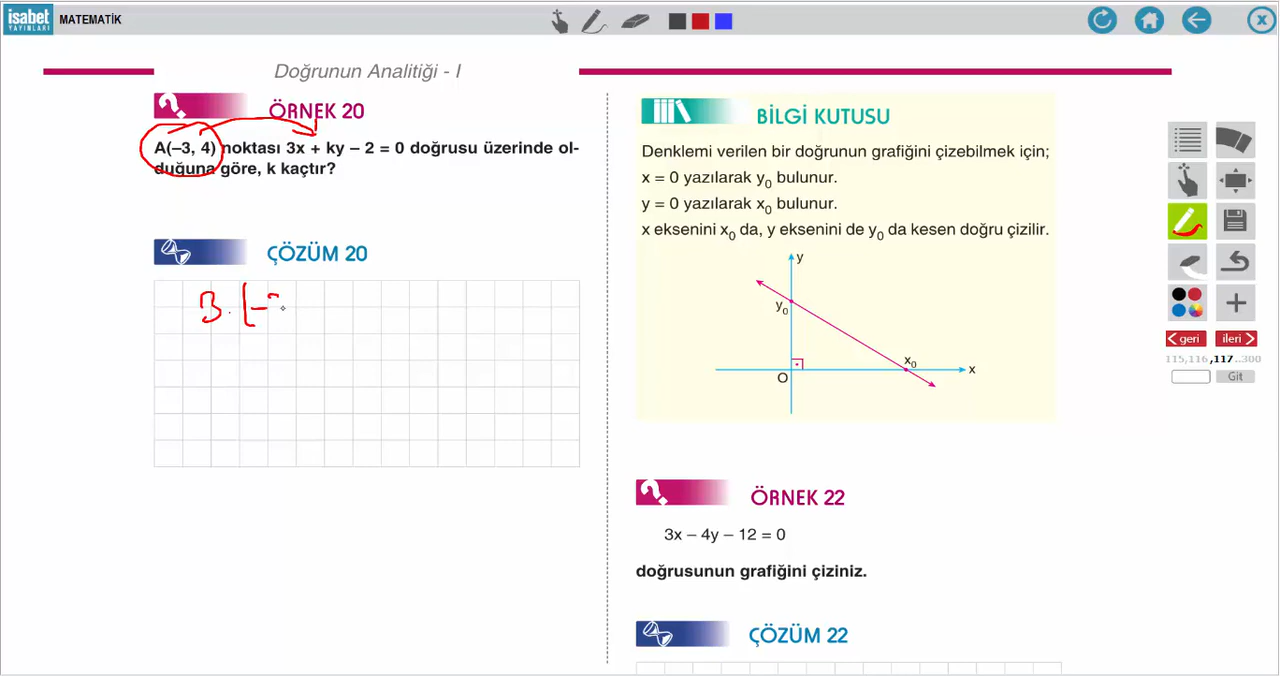 isabet
YAYINLARI
MATEMATİK
Doğrunun Analitiği - I
ÖRNEK 20
A(–3, 4) noktası 3x + ky – 2 = 0 doğrusu üzerinde ol-
duğuna göre, k kaçtır?
ÇÖZÜM 20
3 . (–
BİLGİ KUTUSU
Denklemi verilen bir doğrunun grafiğini çizebilmek için;
x = 0 yazılarak y₀ bulunur.
y = 0 yazılarak x₀ bulunur.
x eksenini x₀ da, y eksenini de y₀ da kesen doğru çizilir.
y
y₀
x₀
x
O
ÖRNEK 22
3x – 4y – 12 = 0
doğrusunun grafiğini çiziniz.
ÇÖZÜM 22
geri
ileri
115,116,117..300
Git